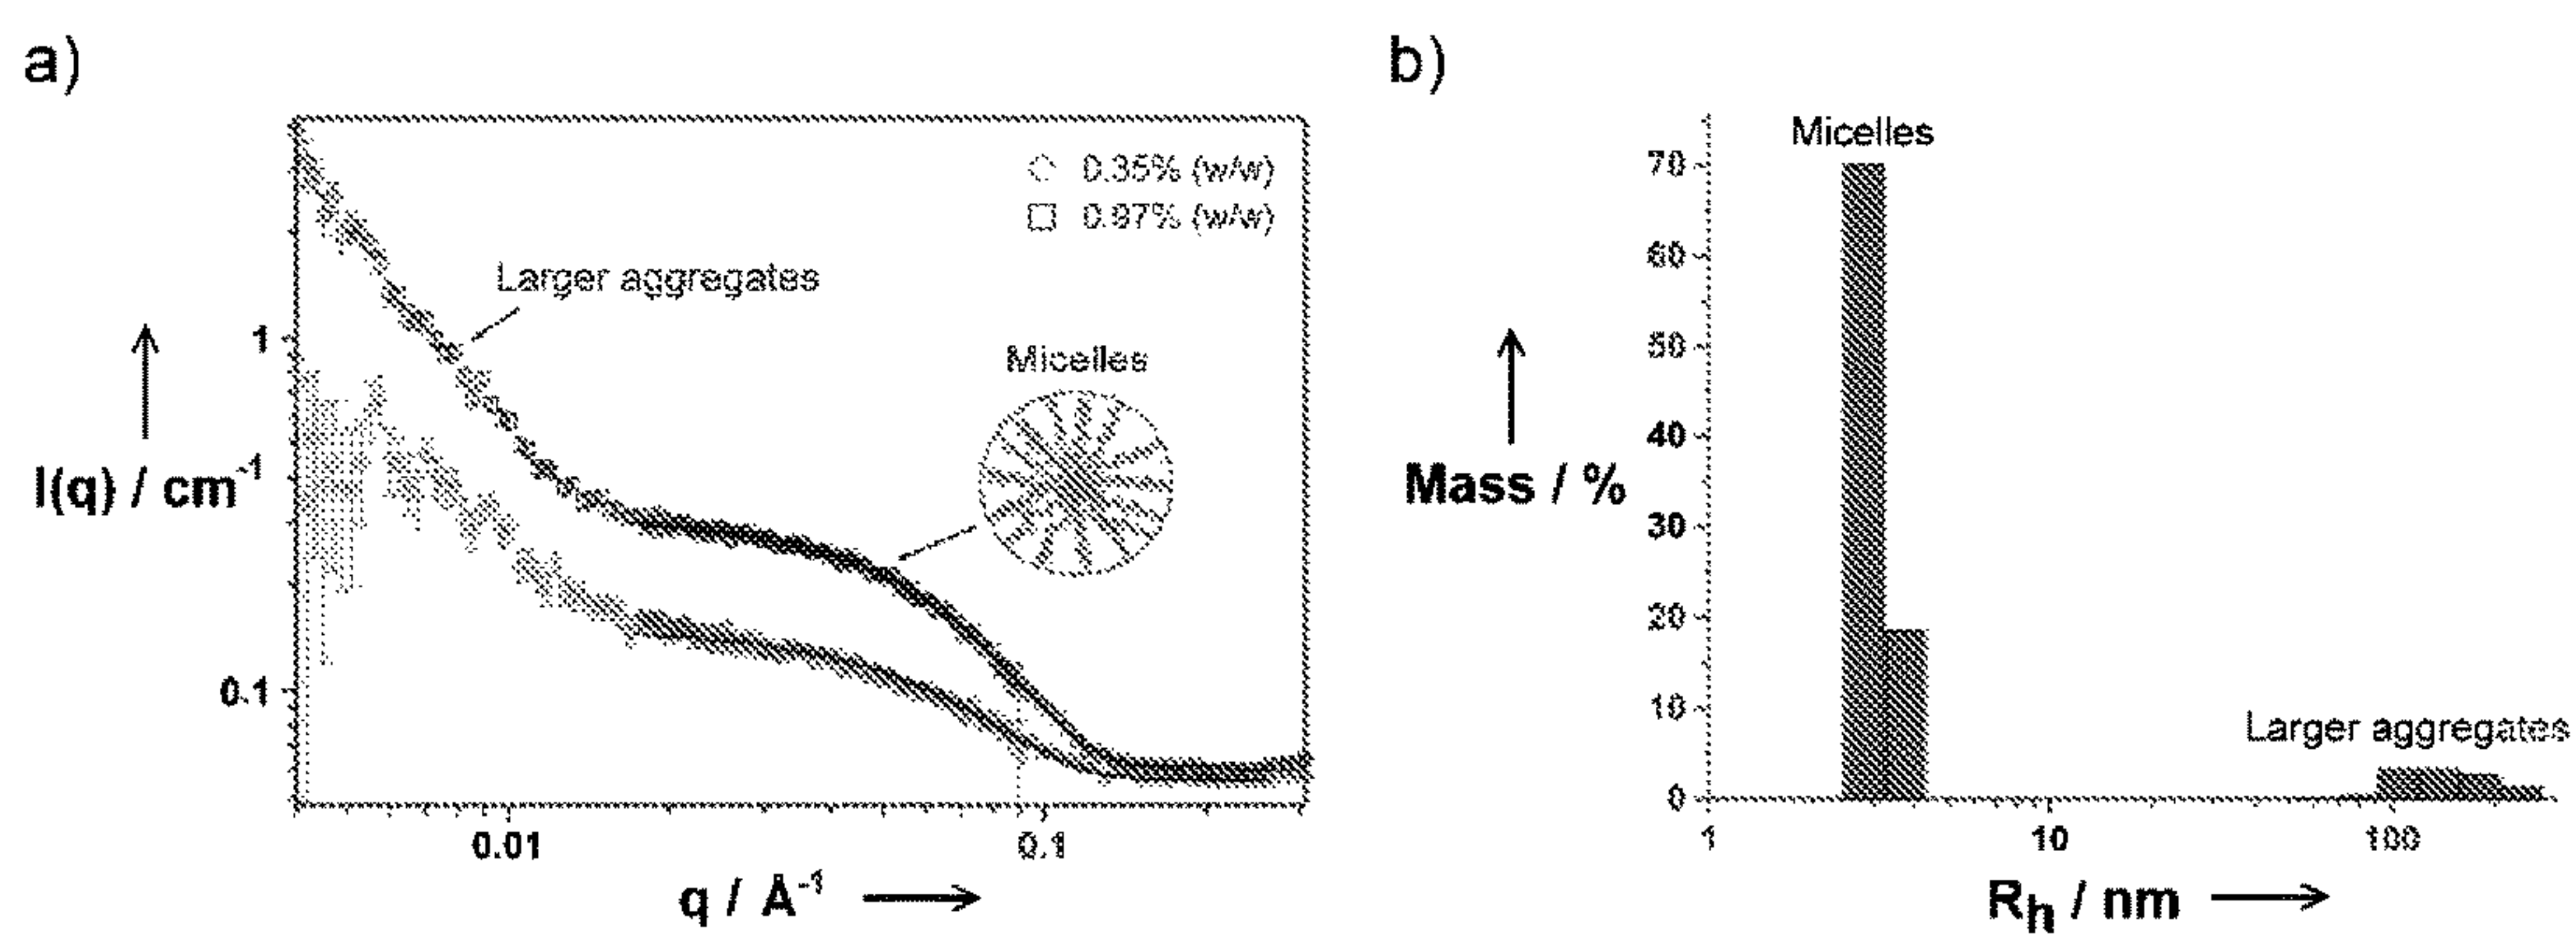 a)
0.35% (w/w)
0.97% (w/w)
Larger aggregates
Micelles
1
0.1
I(q) / cm-1
0.01
0.1
q / Å-1
b)
Micelles
70
60
50
40
30
20
10
0
Mass / %
Larger aggregates
1
10
100
Rh / nm